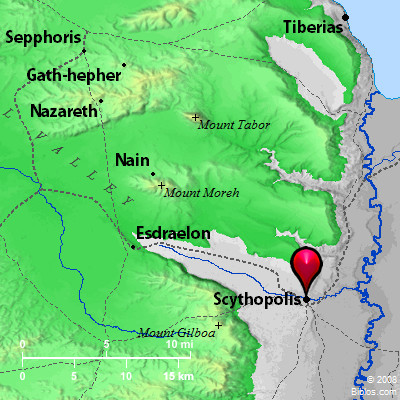 Tiberias
Sepphoris
Gath-hepher
Nazareth
Mount Tabor
VALLEY
Nain
Mount Moreh
Esdraelon
Scythopolis
Mount Gilboa
0 5 10 mi
0 5 10 15 km
© 2008
Biblos.com